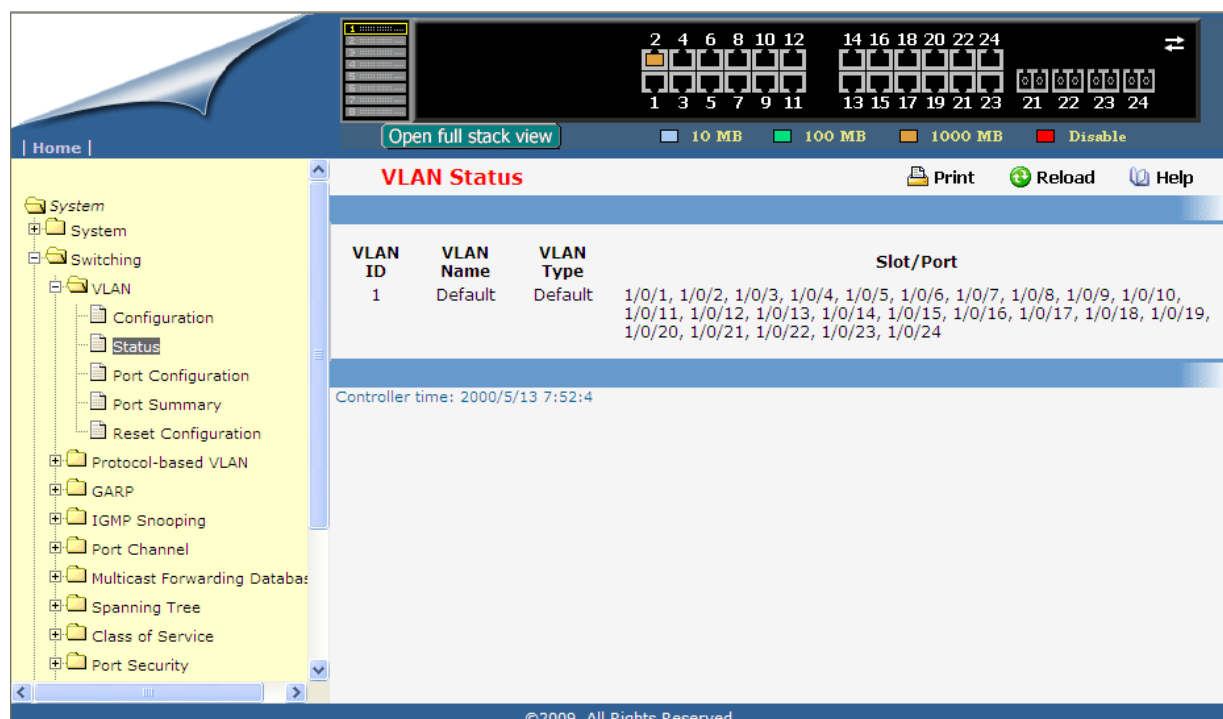 1
2
3
4
5
6
7
8
2 4 6 8 10 12 14 16 18 20 22 24
1 3 5 7 9 11 13 15 17 19 21 23 21 22 23 24
Open full stack view
10 MB 100 MB 1000 MB Disable
| Home |
VLAN Status
Print Reload Help
System
System
Switching
VLAN
Configuration
Status
Port Configuration
Port Summary
Reset Configuration
Protocol-based VLAN
GARP
IGMP Snooping
Port Channel
Multicast Forwarding Databas
Spanning Tree
Class of Service
Port Security
VLAN ID VLAN Name VLAN Type Slot/Port
1 Default Default 1/0/1, 1/0/2, 1/0/3, 1/0/4, 1/0/5, 1/0/6, 1/0/7, 1/0/8, 1/0/9, 1/0/10,
1/0/11, 1/0/12, 1/0/13, 1/0/14, 1/0/15, 1/0/16, 1/0/17, 1/0/18, 1/0/19,
1/0/20, 1/0/21, 1/0/22, 1/0/23, 1/0/24
Controller time: 2000/5/13 7:52:4
©2009 All Rights Reserved